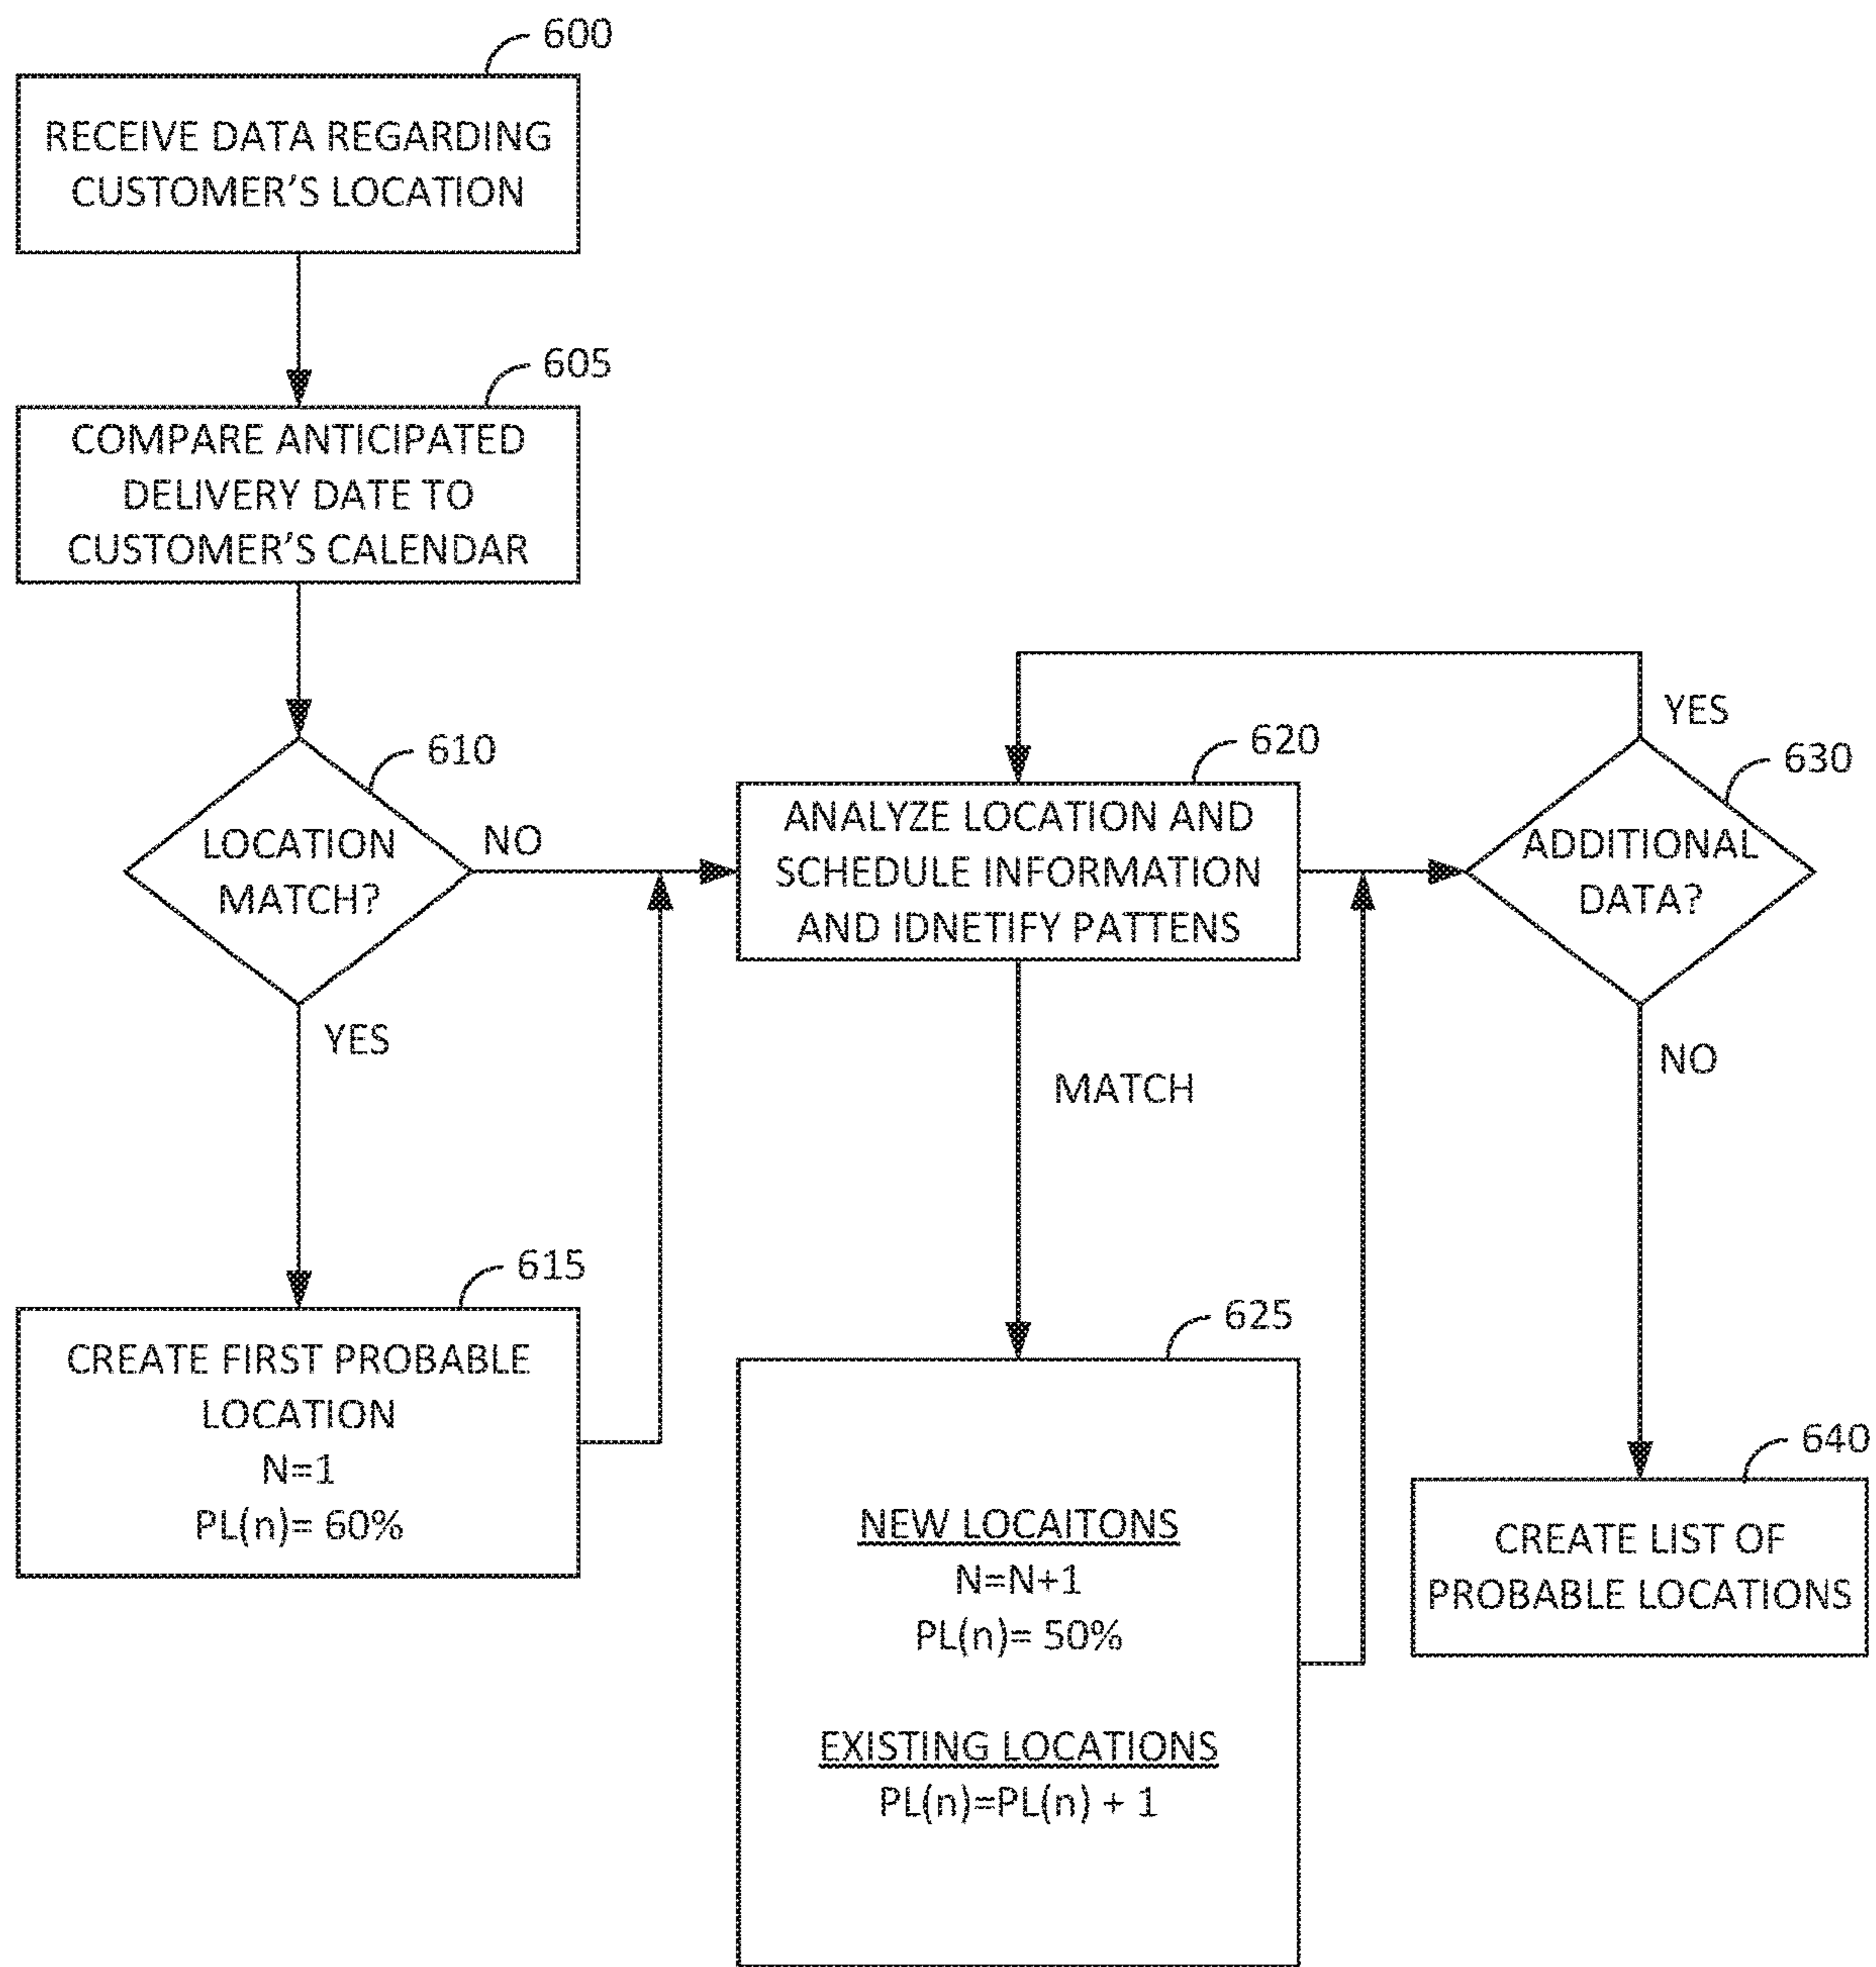 600
RECEIVE DATA REGARDING
CUSTOMER'S LOCATION
605
COMPARE ANTICIPATED
DELIVERY DATE TO
CUSTOMER'S CALENDAR
610
LOCATION
MATCH?
NO
YES
615
CREATE FIRST PROBABLE
LOCATION
N=1
PL(n)= 60%
620
ANALYZE LOCATION AND
SCHEDULE INFORMATION
AND IDNETIFY PATTENS
MATCH
625
NEW LOCAITONS
N=N+1
PL(n)= 50%
EXISTING LOCATIONS
PL(n)=PL(n) + 1
630
ADDITIONAL
DATA?
YES
NO
640
CREATE LIST OF
PROBABLE LOCATIONS